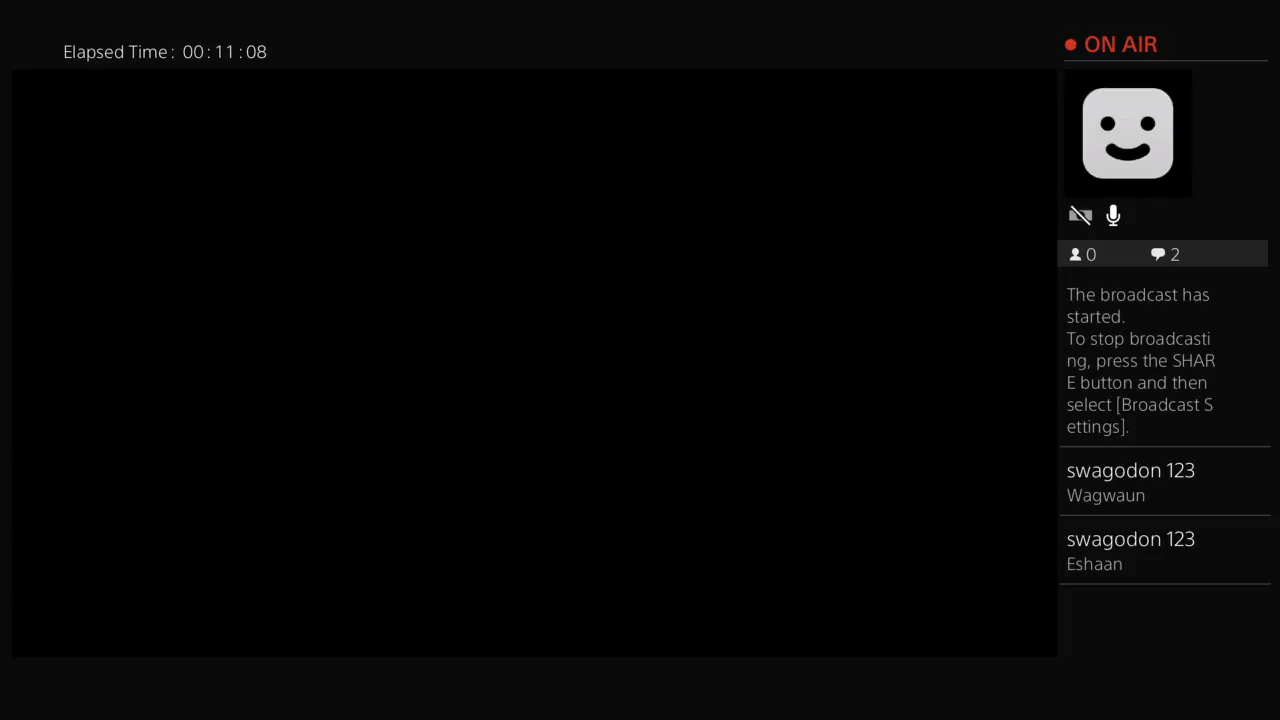 Elapsed Time: 00:11:08
ON AIR
0 2
The broadcast has
started.
To stop broadcasti
ng, press the SHAR
E button and then
select [Broadcast S
ettings].
swagodon 123
Wagwaun
swagodon 123
Eshaan